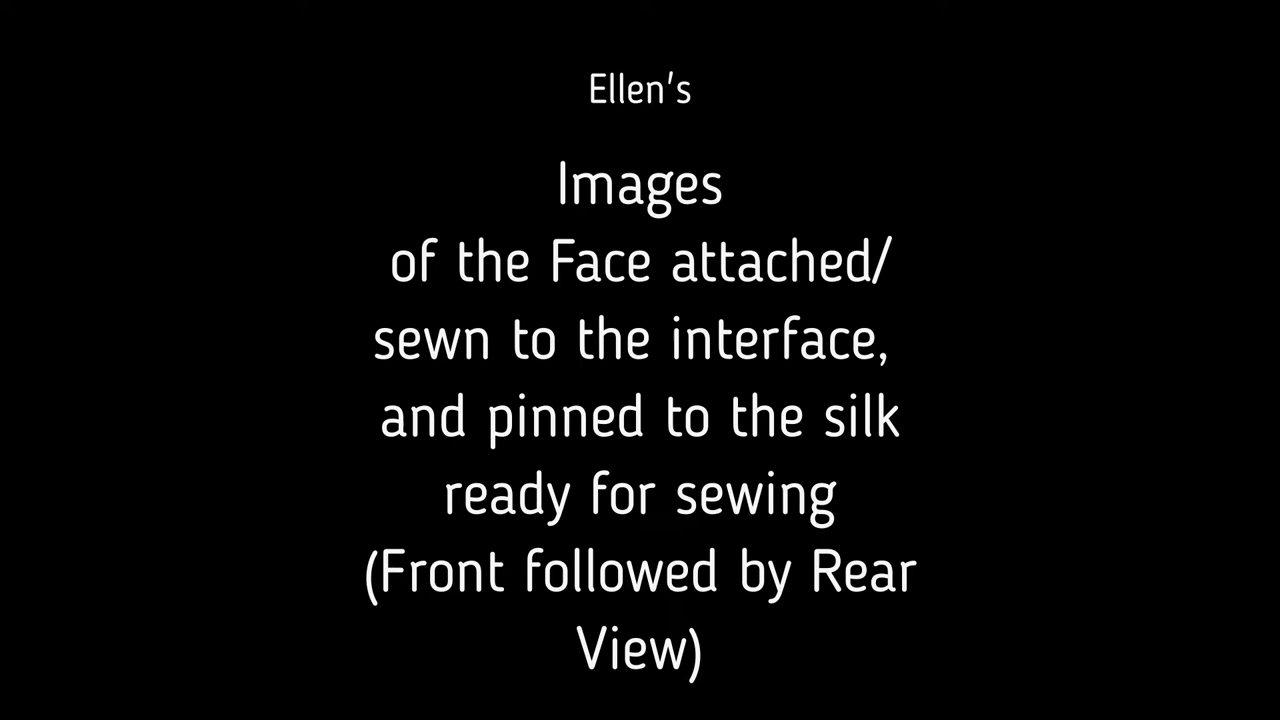 Ellen's
Images
of the Face attached/
sewn to the interface,
and pinned to the silk
ready for sewing
(Front followed by Rear
View)